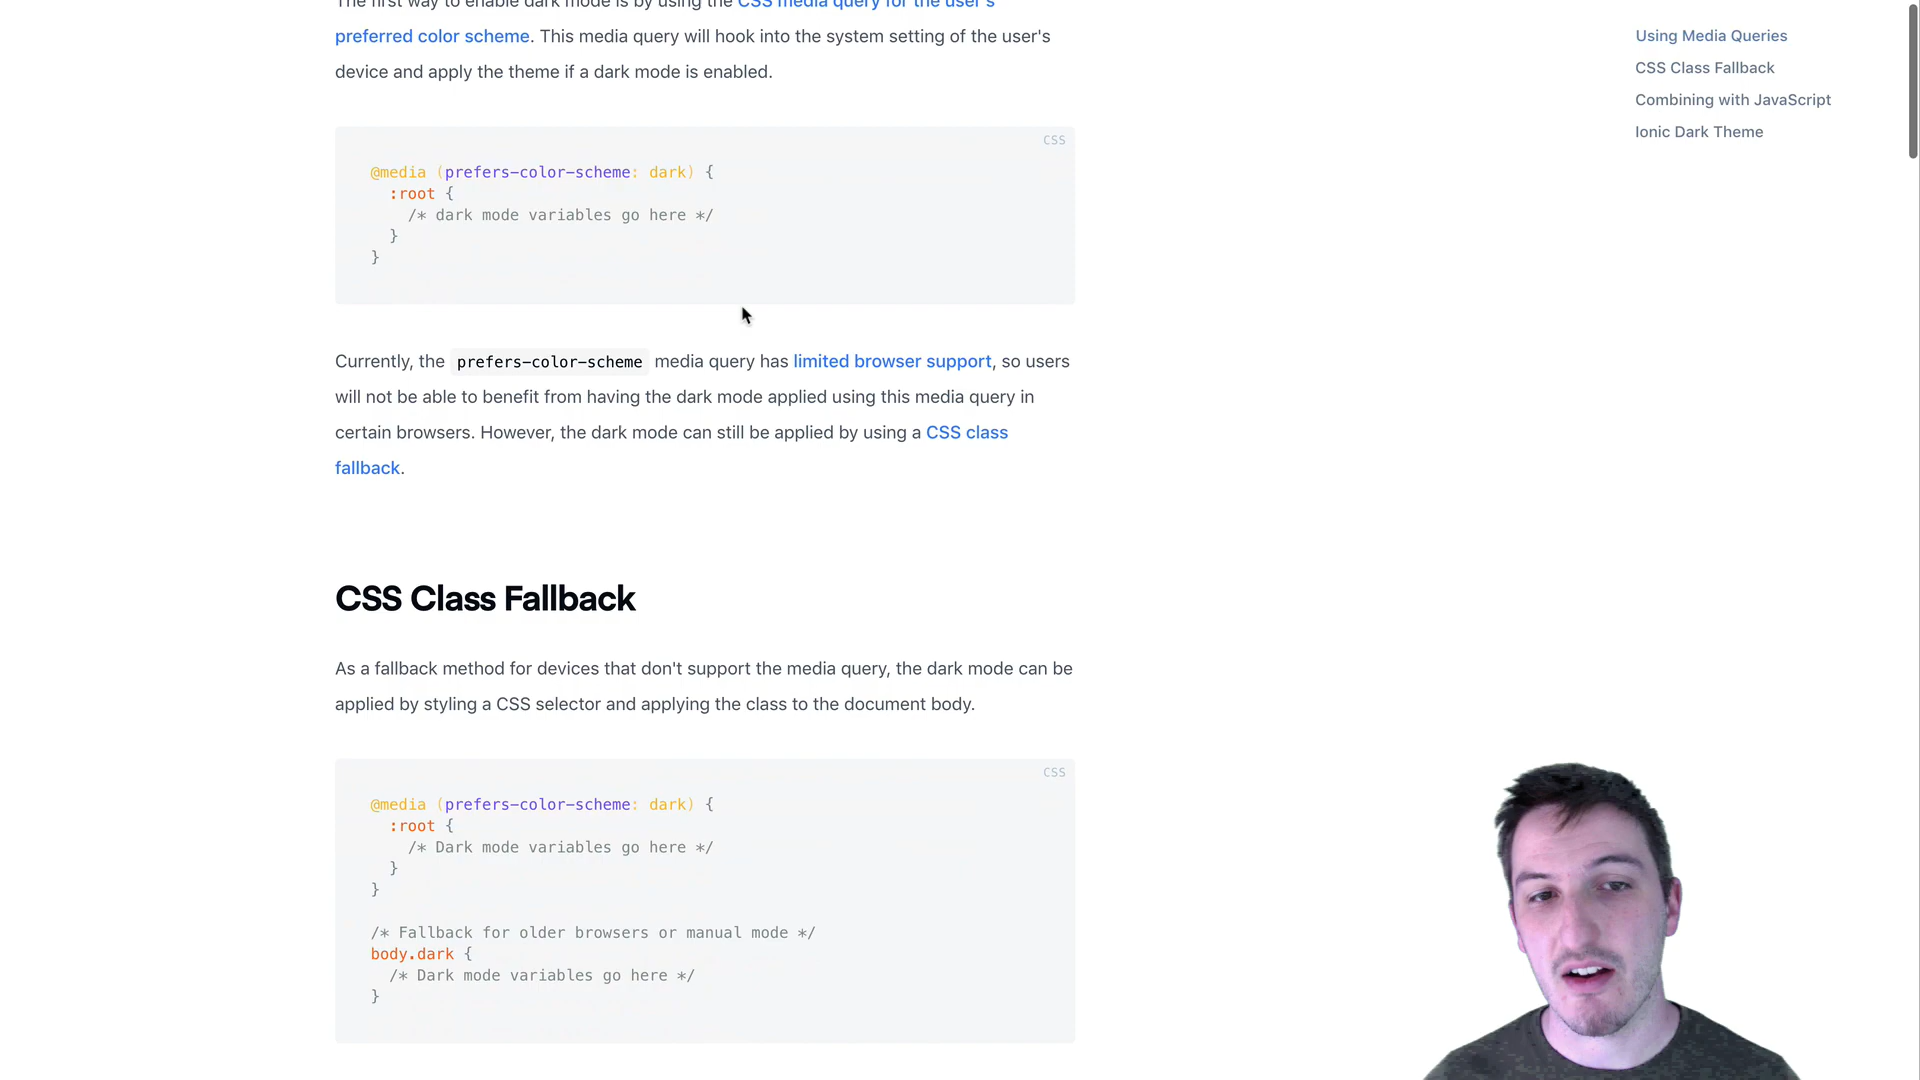 The first way to enable dark mode is by using the CSS media query for the user's
preferred color scheme. This media query will hook into the system setting of the user's
device and apply the theme if a dark mode is enabled.
CSS
@media (prefers-color-scheme: dark) {
  :root {
    /* dark mode variables go here */
  }
}
Currently, the prefers-color-scheme media query has limited browser support, so users
will not be able to benefit from having the dark mode applied using this media query in
certain browsers. However, the dark mode can still be applied by using a CSS class
fallback.
CSS Class Fallback
As a fallback method for devices that don't support the media query, the dark mode can be
applied by styling a CSS selector and applying the class to the document body.
CSS
@media (prefers-color-scheme: dark) {
  :root {
    /* Dark mode variables go here */
  }
}
/* Fallback for older browsers or manual mode */
body.dark {
  /* Dark mode variables go here */
}
Using Media Queries
CSS Class Fallback
Combining with JavaScript
Ionic Dark Theme